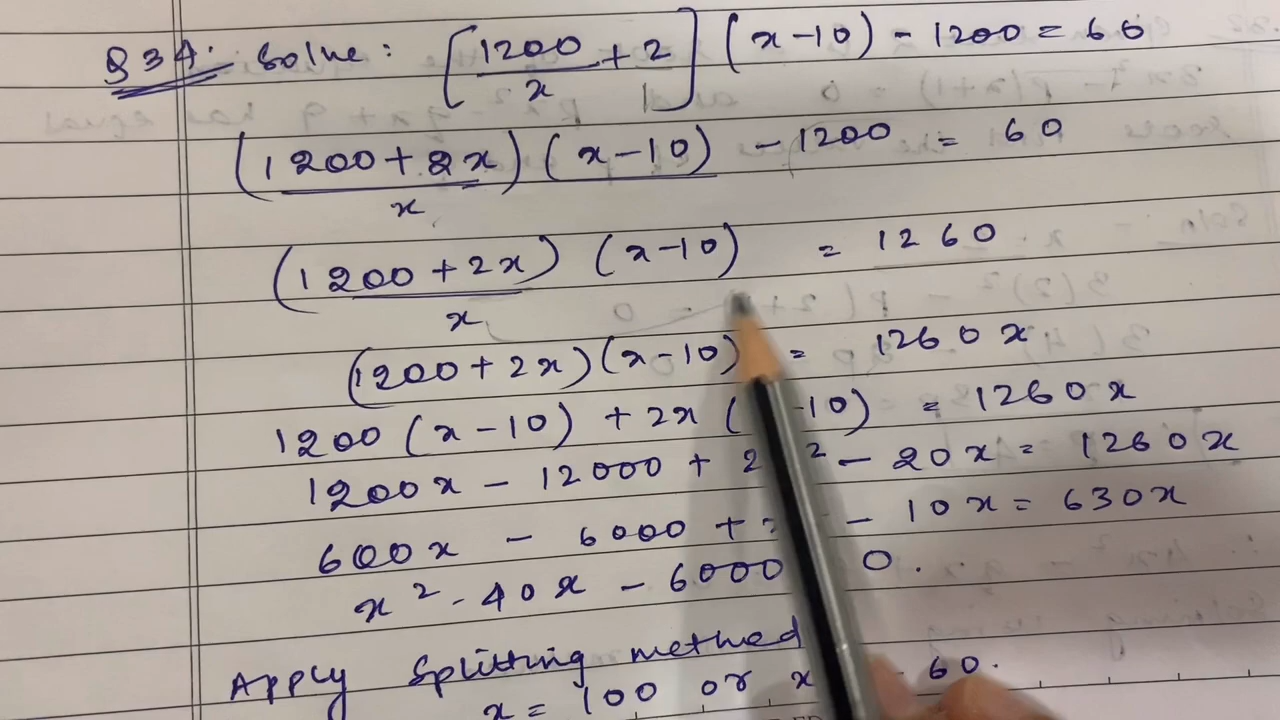 Q34. Solve: [1200/x + 2/1] (x-10) - 1200 = 60
(1200+2x)/x (x-10) - 1200 = 60
(1200+2x)/x (x-10) = 1260
(1200+2x)(x-10) = 1260x
1200(x-10) + 2x( -10) = 1260x
1200x - 12000 + 2 ² - 20x = 1260x
600x - 6000 + - 10x = 630x
x² - 40x - 6000 0.
Apply Splitting method
x = 100 or x - 60.